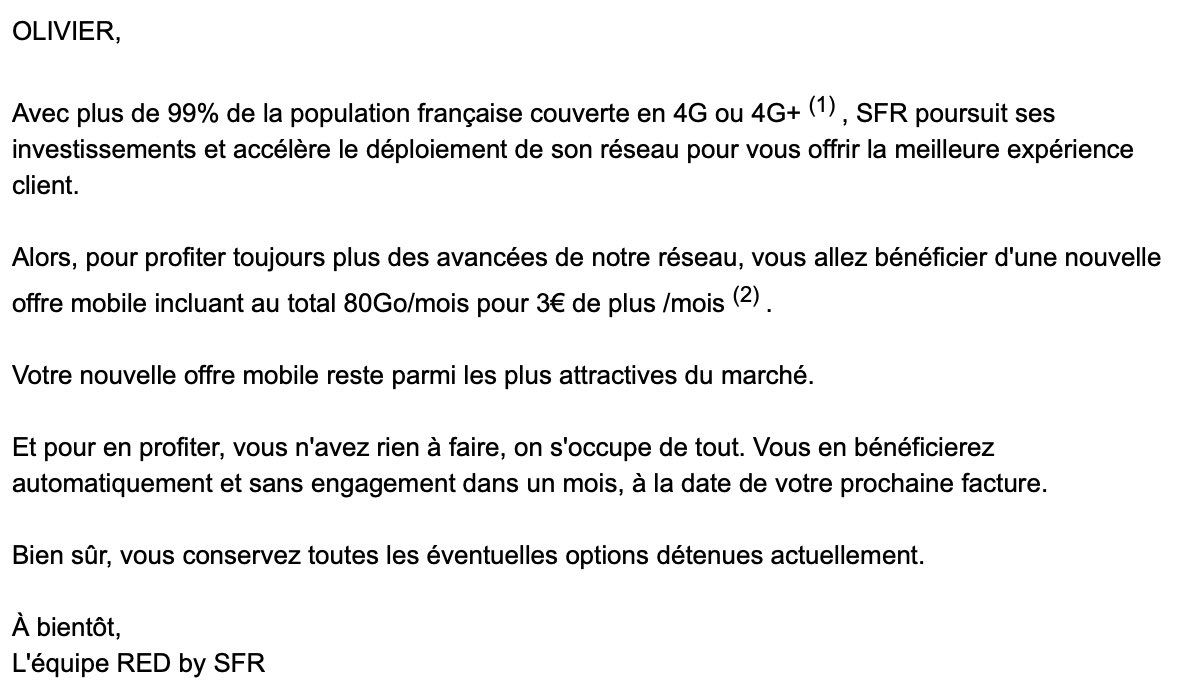 OLIVIER,
Avec plus de 99% de la population française couverte en 4G ou 4G+ (1) , SFR poursuit ses
investissements et accélère le déploiement de son réseau pour vous offrir la meilleure expérience
client.
Alors, pour profiter toujours plus des avancées de notre réseau, vous allez bénéficier d'une nouvelle
offre mobile incluant au total 80Go/mois pour 3€ de plus /mois (2) .
Votre nouvelle offre mobile reste parmi les plus attractives du marché.
Et pour en profiter, vous n'avez rien à faire, on s'occupe de tout. Vous en bénéficierez
automatiquement et sans engagement dans un mois, à la date de votre prochaine facture.
Bien sûr, vous conservez toutes les éventuelles options détenues actuellement.
À bientôt,
L'équipe RED by SFR